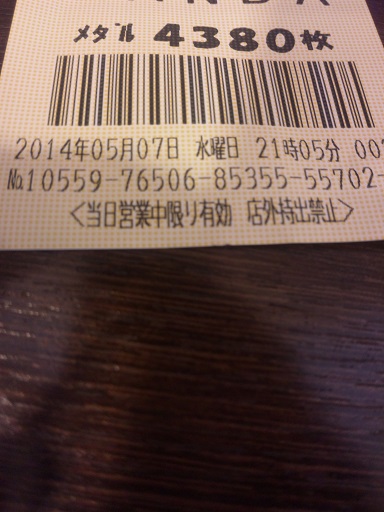 メダル 4380枚
2014年05月07日 水曜日 21時05分 00
№10559-76506-85355-55702-
<当日営業中限り有効 店外持出禁止>